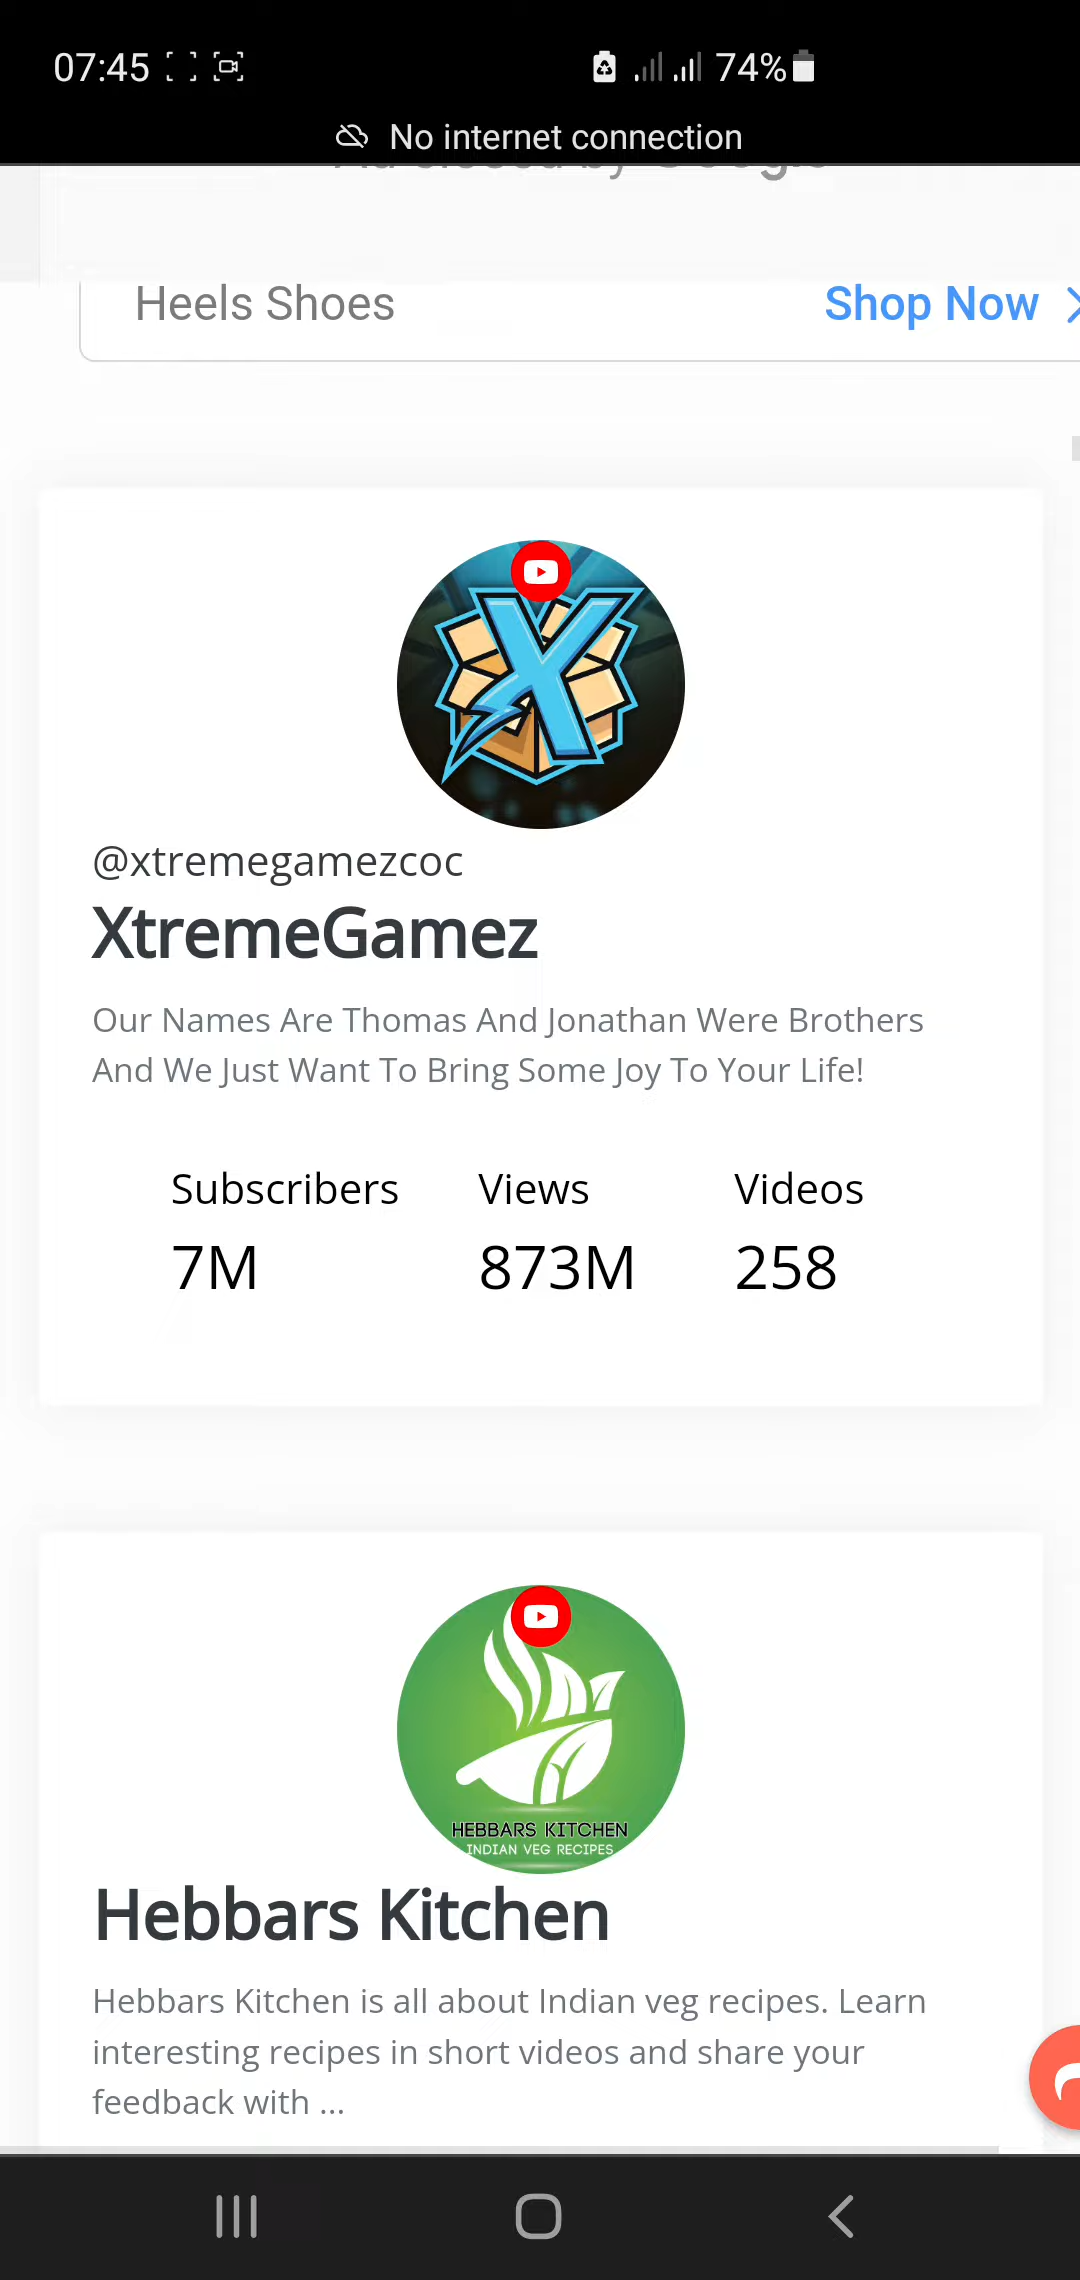 07:45
74%
No internet connection
Heels Shoes
Shop Now
@xtremegamezcoc
XtremeGamez
Our Names Are Thomas And Jonathan Were Brothers
And We Just Want To Bring Some Joy To Your Life!
Subscribers Views Videos
7M 873M 258
HEBBARS KITCHEN
INDIAN VEG RECIPES
Hebbars Kitchen
Hebbars Kitchen is all about Indian veg recipes. Learn
interesting recipes in short videos and share your
feedback with ...